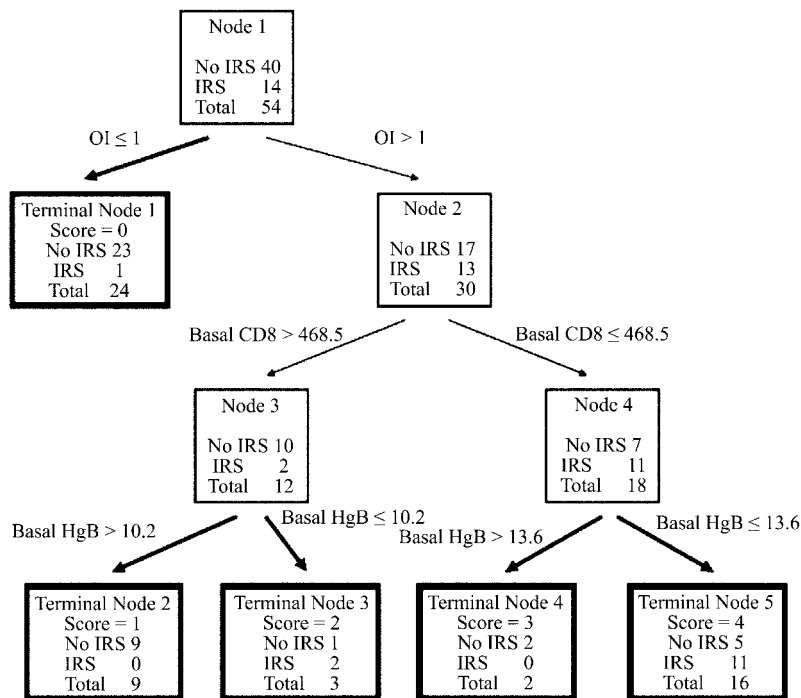 Node 1
No IRS 40
IRS 14
Total 54
OI ≤ 1
OI > 1
Terminal Node 1
Score = 0
No IRS 23
IRS 1
Total 24
Node 2
No IRS 17
IRS 13
Total 30
Basal CD8 > 468.5
Basal CD8 ≤ 468.5
Node 3
No IRS 10
IRS 2
Total 12
Node 4
No IRS 7
IRS 11
Total 18
Basal HgB > 10.2
Basal HgB ≤ 10.2
Basal HgB > 13.6
Basal HgB ≤ 13.6
Terminal Node 2
Score = 1
No IRS 9
IRS 0
Total 9
Terminal Node 3
Score = 2
No IRS 1
IRS 2
Total 3
Terminal Node 4
Score = 3
No IRS 2
IRS 0
Total 2
Terminal Node 5
Score = 4
No IRS 5
IRS 11
Total 16